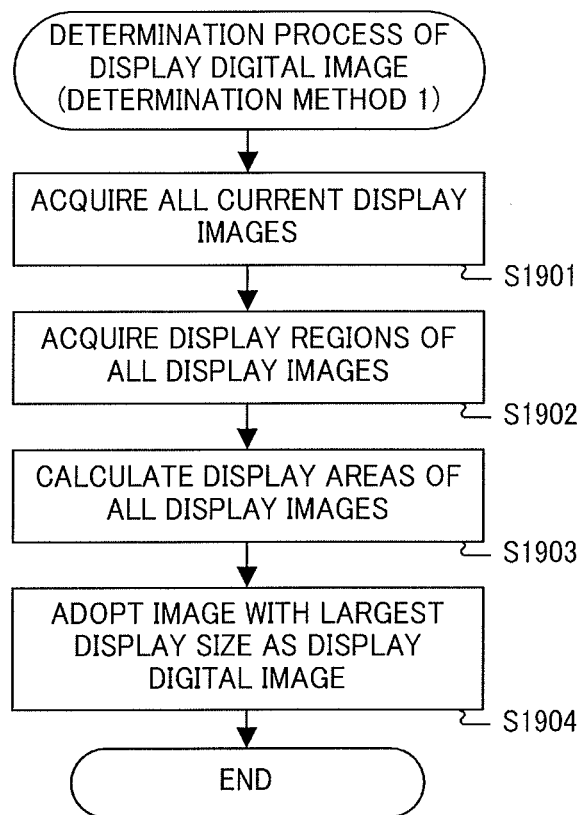 DETERMINATION PROCESS OF
DISPLAY DIGITAL IMAGE
(DETERMINATION METHOD 1)
ACQUIRE ALL CURRENT DISPLAY
IMAGES
S1901
ACQUIRE DISPLAY REGIONS OF
ALL DISPLAY IMAGES
S1902
CALCULATE DISPLAY AREAS OF
ALL DISPLAY IMAGES
S1903
ADOPT IMAGE WITH LARGEST
DISPLAY SIZE AS DISPLAY
DIGITAL IMAGE
S1904
END